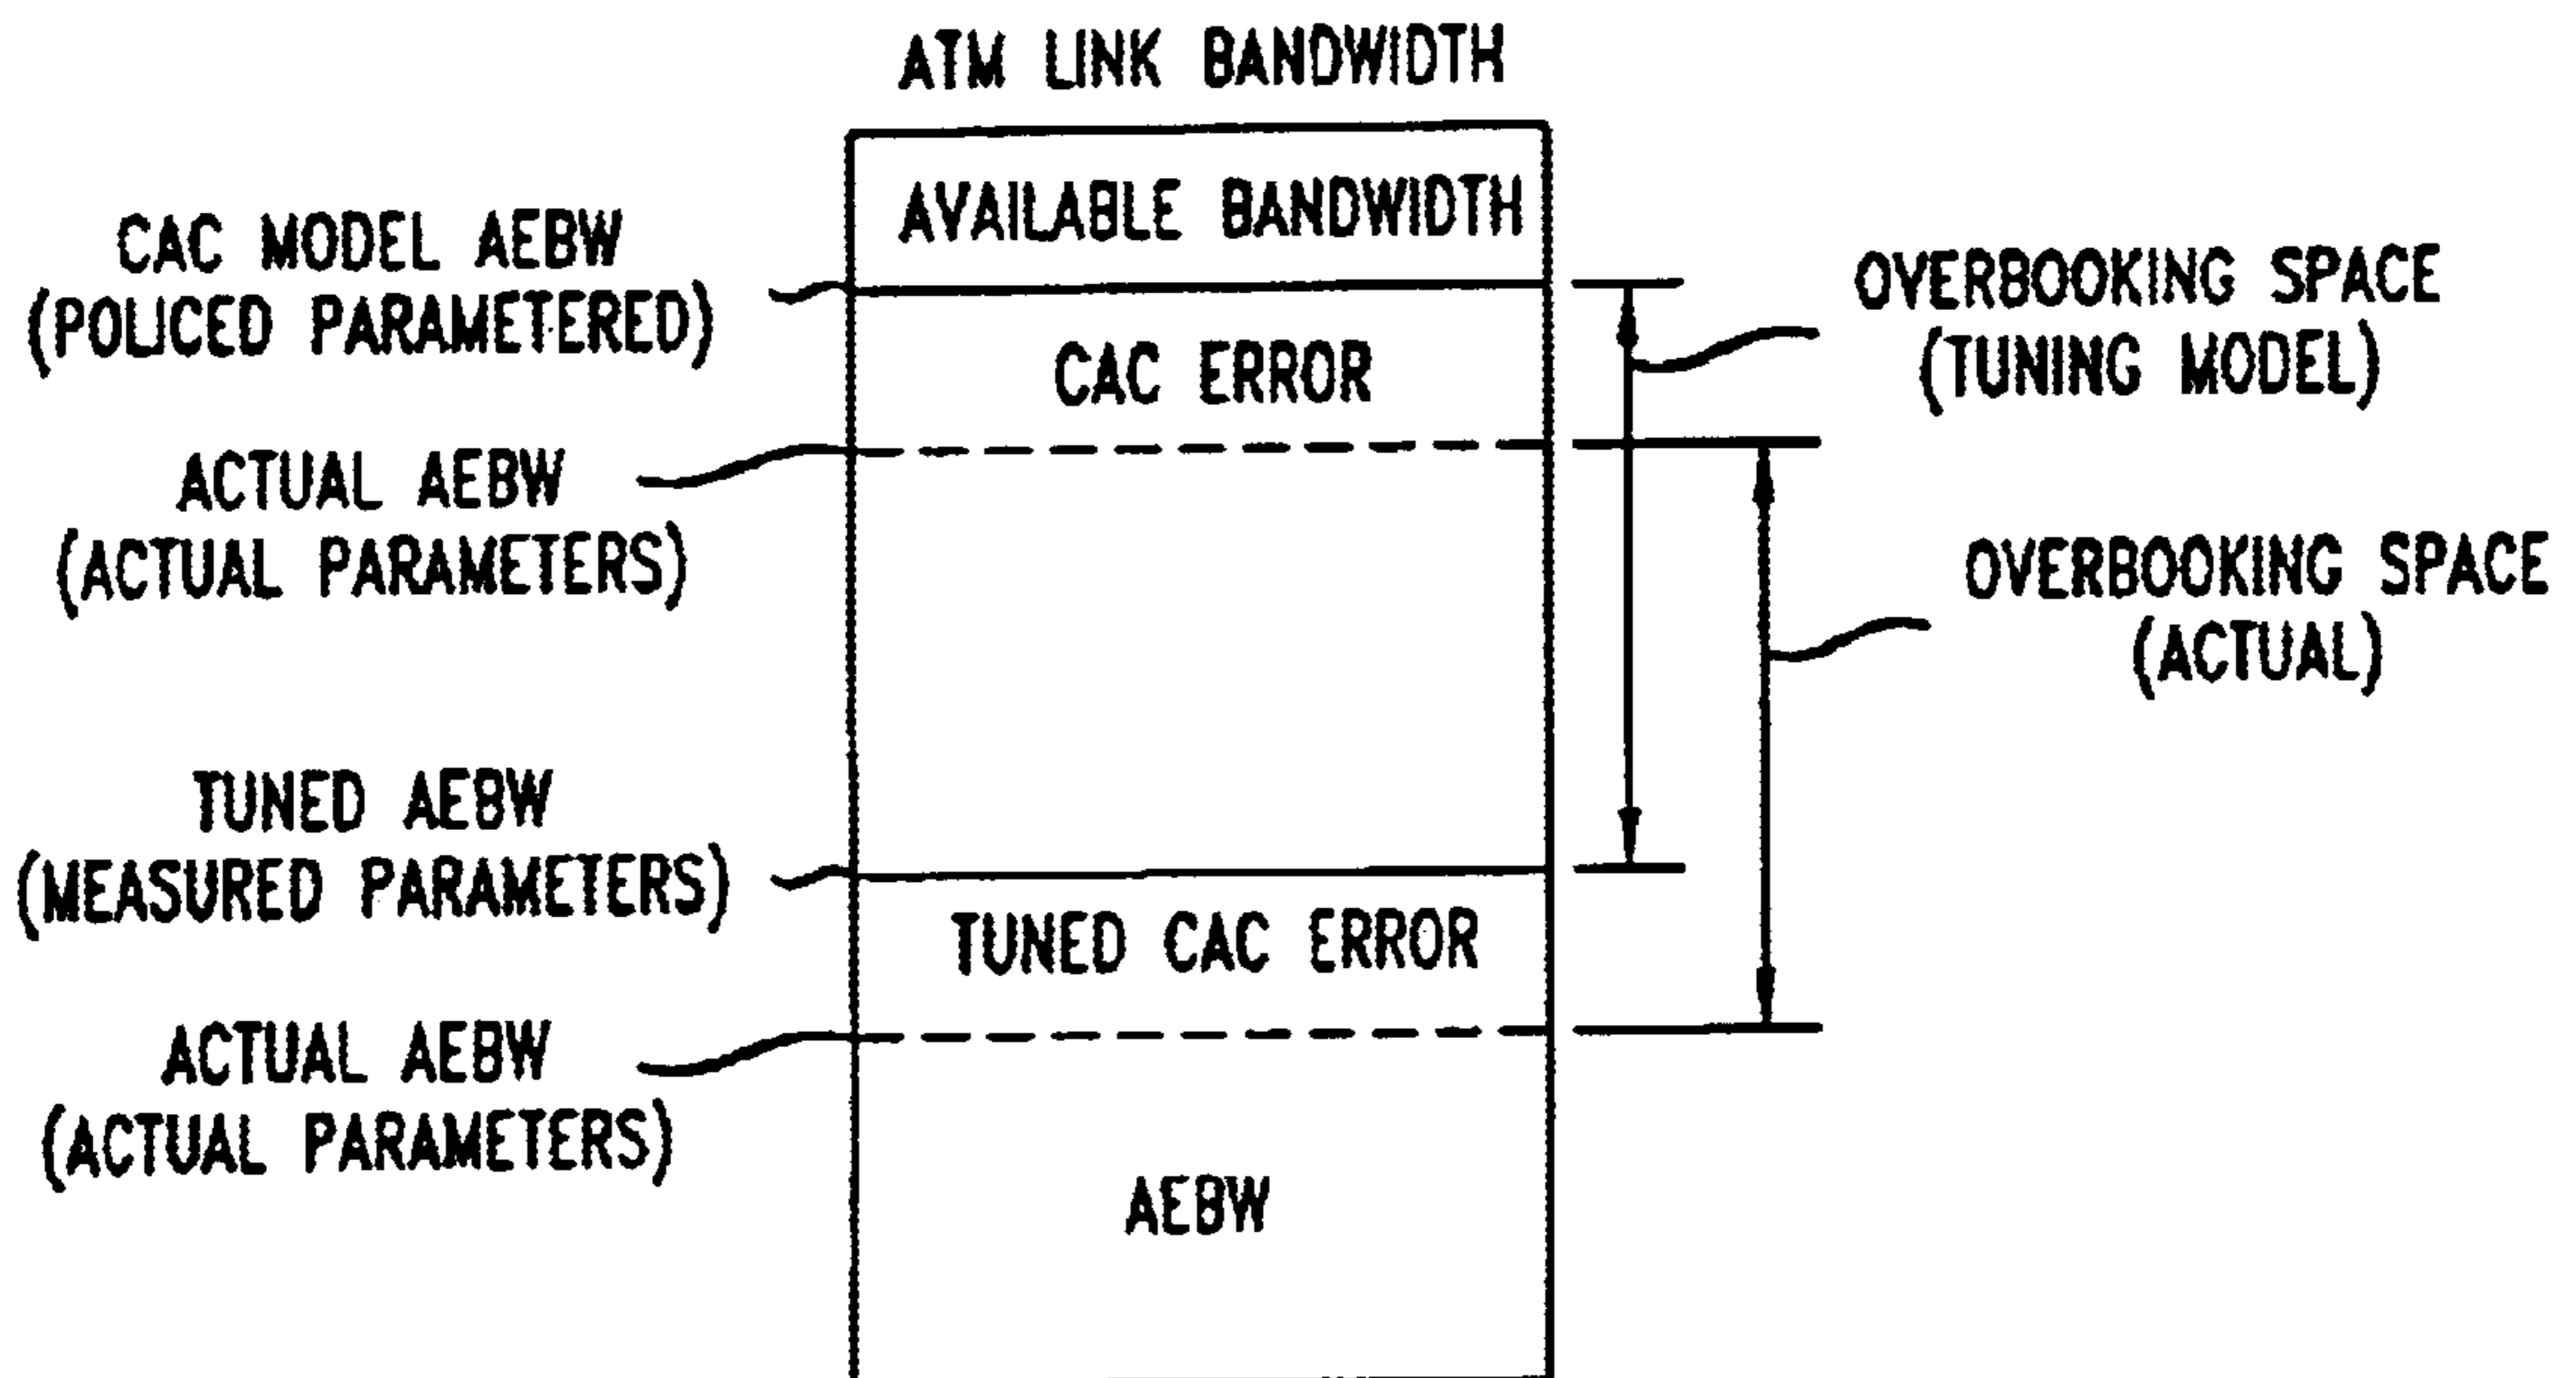 ATM LINK BANDWIDTH
AVAILABLE BANDWIDTH
CAC MODEL AEBW
(POLICED PARAMETERED)
OVERBOOKING SPACE
(TUNING MODEL)
CAC ERROR
ACTUAL AEBW
(ACTUAL PARAMETERS)
OVERBOOKING SPACE
(ACTUAL)
TUNED AEBW
(MEASURED PARAMETERS)
TUNED CAC ERROR
ACTUAL AEBW
(ACTUAL PARAMETERS)
AEBW